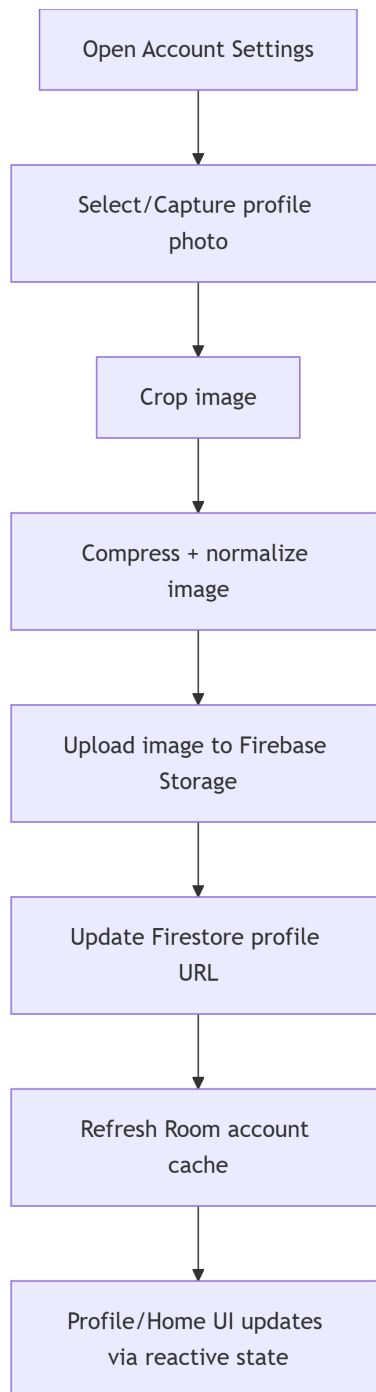 Open Account Settings
Select/Capture profile
photo
Crop image
Compress + normalize
image
Upload image to Firebase
Storage
Update Firestore profile
URL
Refresh Room account
cache
Profile/Home UI updates
via reactive state